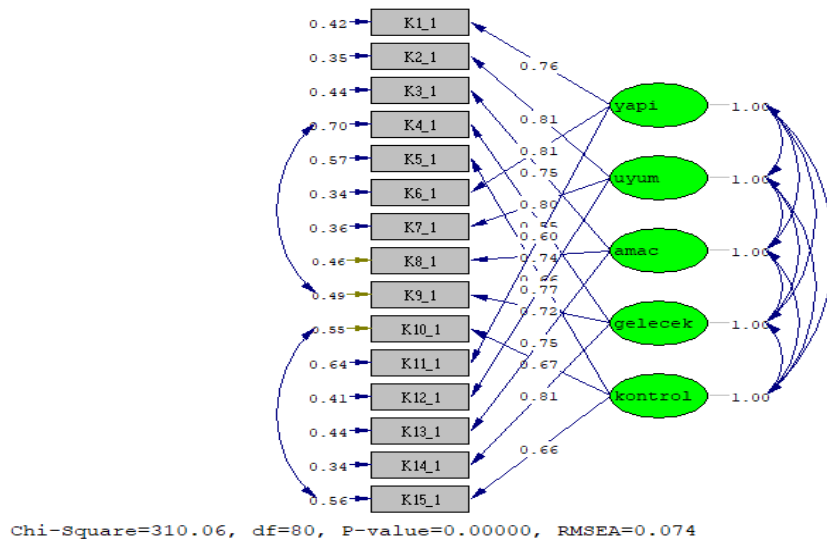 0.42 K1_1
0.35 K2_1 0.76
0.44 K3_1 yapi 1.00
0.70 K4_1 0.81
0.57 K5_1 0.81
0.34 K6_1 0.75 uyum 1.00
0.36 K7_1 0.80
0.55
0.60
0.46 K8_1 0.74 amac 1.00
0.66
0.49 K9_1 0.77
0.72
0.55 K10_1 gelecek 1.00
0.75
0.64 K11_1 0.67
0.41 K12_1 0.81 kontrol 1.00
0.44 K13_1
0.66
0.34 K14_1
0.56 K15_1
Chi-Square=310.06, df=80, P-value=0.00000, RMSEA=0.074